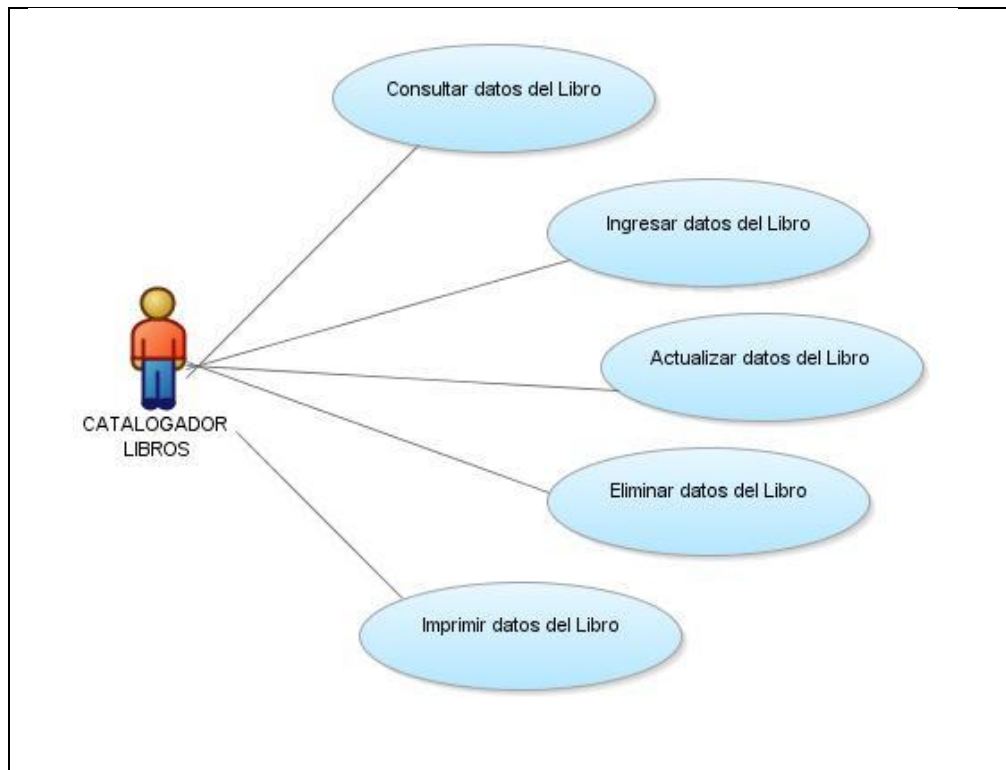 Consultar datos del Libro
Ingresar datos del Libro
Actualizar datos del Libro
CATALOGADOR
LIBROS
Eliminar datos del Libro
Imprimir datos del Libro